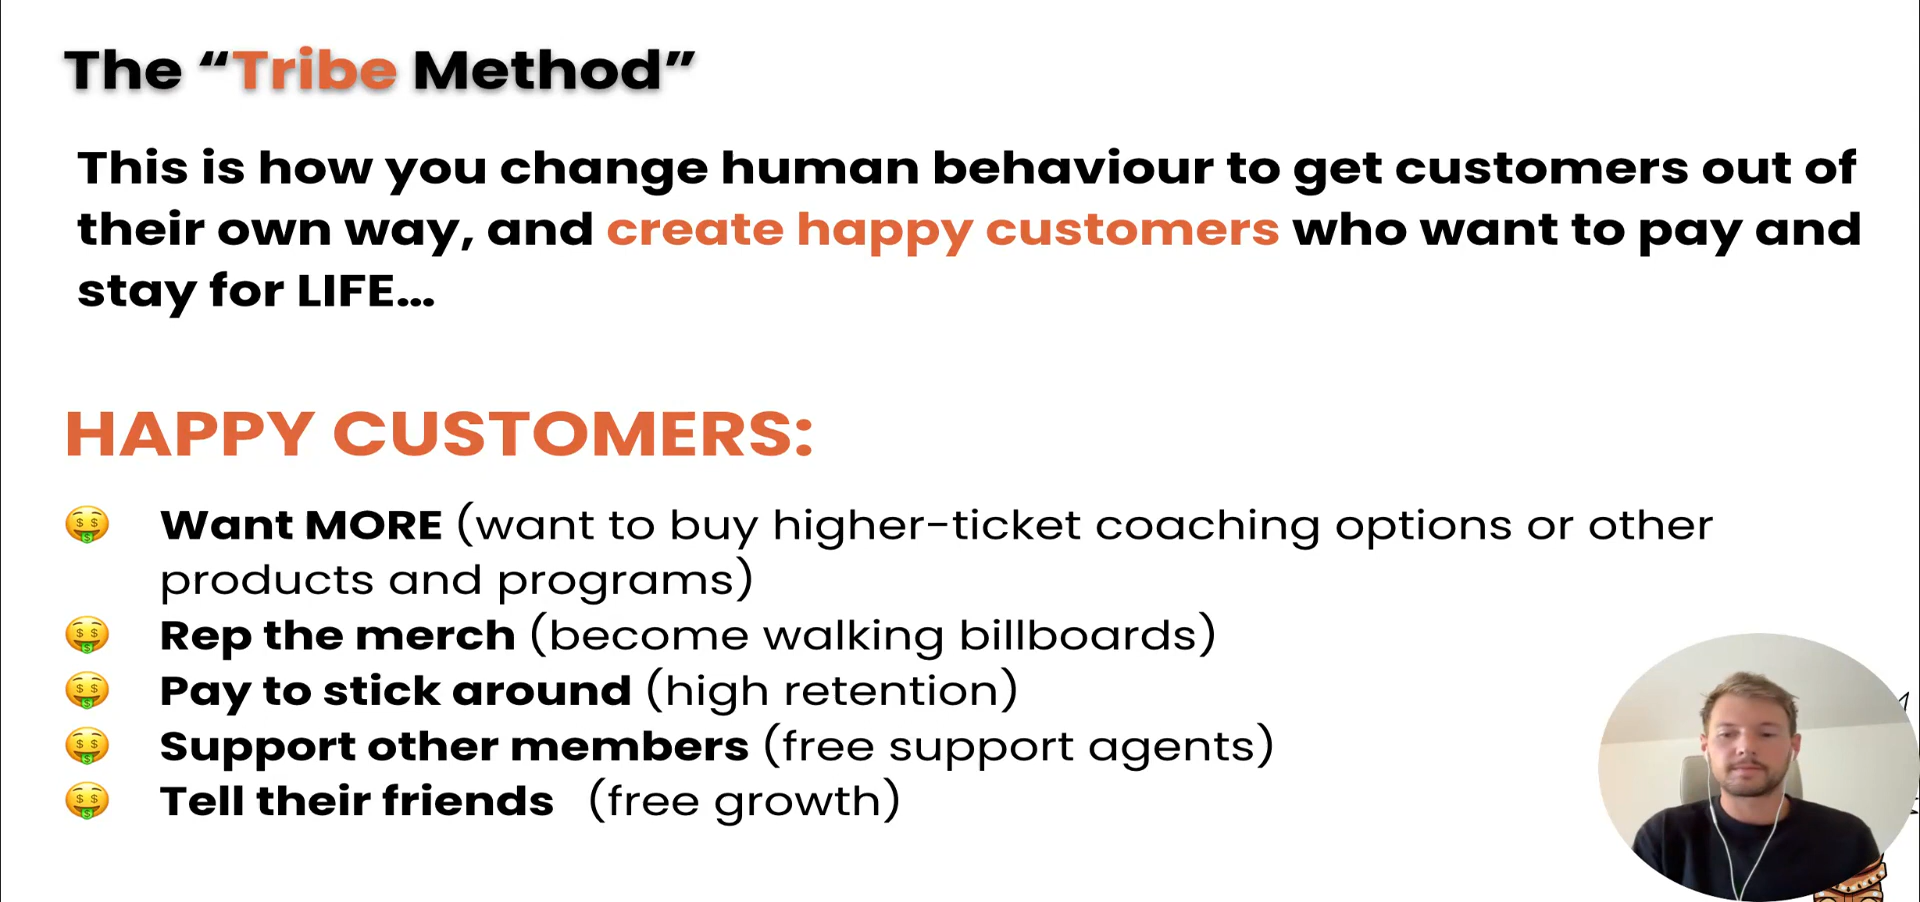 The “Tribe Method”
This is how you change human behaviour to get customers out of
their own way, and create happy customers who want to pay and
stay for LIFE...
HAPPY CUSTOMERS:
Want MORE (want to buy higher-ticket coaching options or other
products and programs)
Rep the merch (become walking billboards)
Pay to stick around (high retention)
Support other members (free support agents)
Tell their friends (free growth)